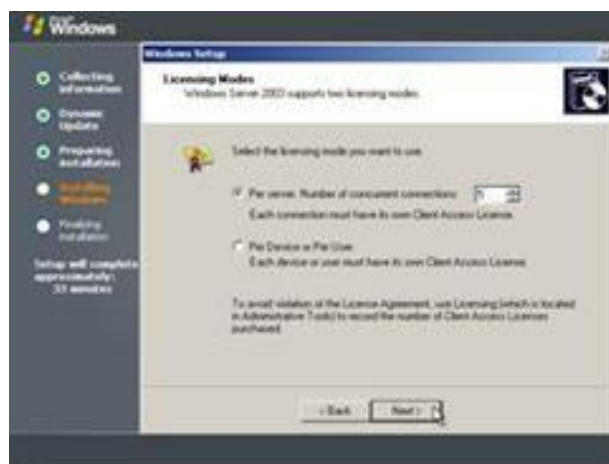 Windows
Windows Setup
Collecting
information
Dynamic
Update
Preparing
installation
Installing
Windows
Finalizing
installation
Setup will complete
approximately:
33 minutes
Licensing Modes
Windows Server 2003 supports two licensing modes.
Select the licensing mode you want to use.
Per server. Number of concurrent connections: 5
Each connection must have its own Client Access License.
Per Device or Per User
Each device or user must have its own Client Access License.
To avoid violation of the License Agreement, use Licensing (which is located
in Administrative Tools) to record the number of Client Access Licenses
purchased.
< Back Next >